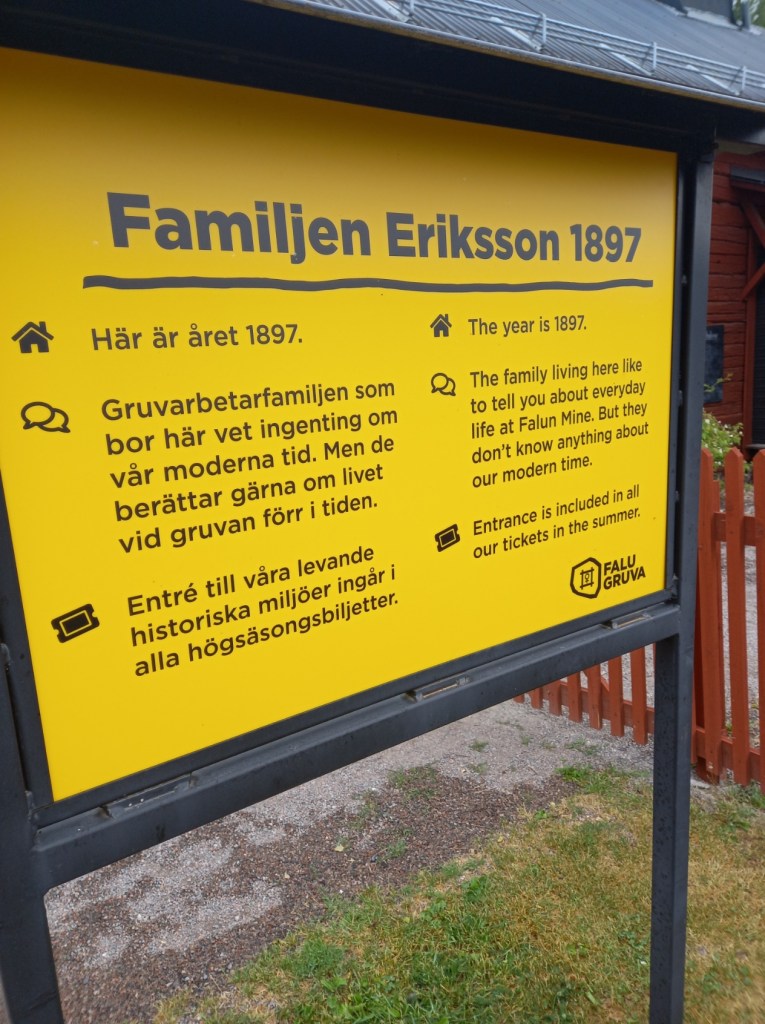 Familjen Eriksson 1897
Här är året 1897.
Gruvarbetarfamiljen som
bor här vet ingenting om
vår moderna tid. Men de
berättar gärna om livet
vid gruvan förr i tiden.
Entré till våra levande
historiska miljöer ingår i
alla högsäsongsbiljetter.
The year is 1897.
The family living here like
to tell you about everyday
life at Falun Mine. But they
don't know anything about
our modern time.
Entrance is included in all
our tickets in the summer.
FALU
GRUVA